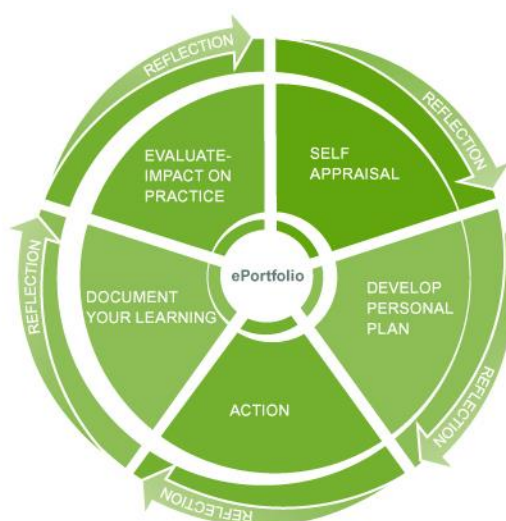 REFLECTION
REFLECTION
EVALUATE-
IMPACT ON
PRACTICE
SELF
APPRAISAL
ePortfolio
REFLECTION
DOCUMENT
YOUR LEARNING
DEVELOP
PERSONAL
PLAN
ACTION
REFLECTION
REFLECTION